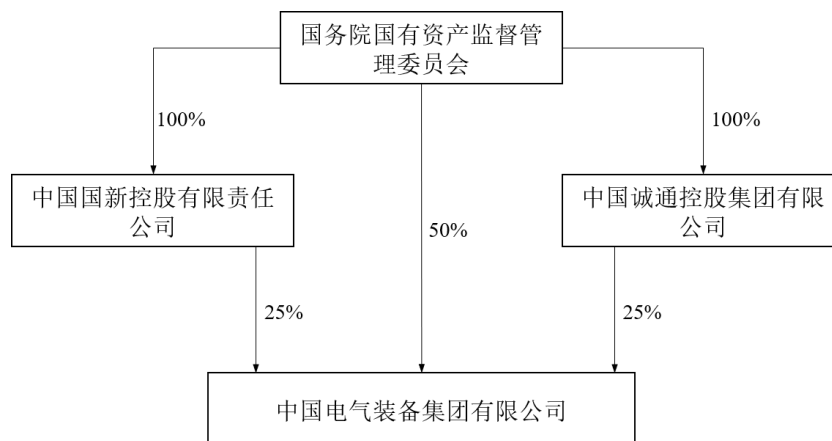 国务院国有资产监督管
理委员会
100%
100%
中国国新控股有限责任
公司
中国诚通控股集团有限
公司
50%
25%
25%
中国电气装备集团有限公司